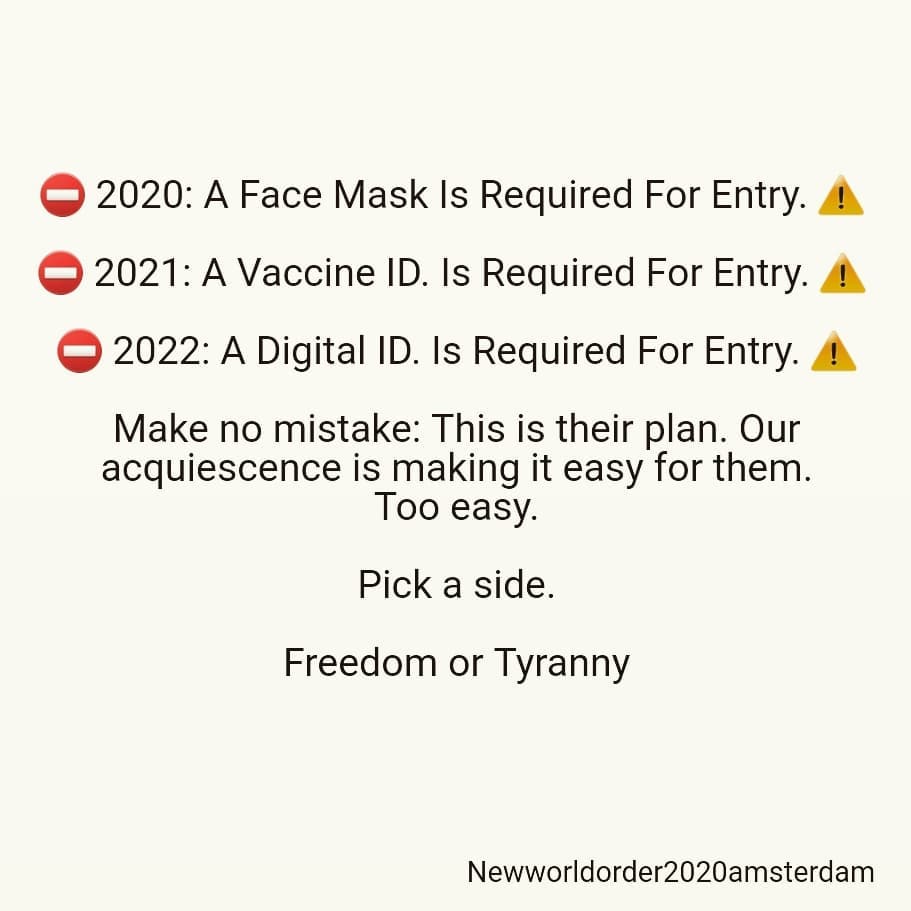 ⛔ 2020: A Face Mask Is Required For Entry. ⚠️
⛔ 2021: A Vaccine ID. Is Required For Entry. ⚠️
⛔ 2022: A Digital ID. Is Required For Entry. ⚠️
Make no mistake: This is their plan. Our
acquiescence is making it easy for them.
Too easy.
Pick a side.
Freedom or Tyranny
Newworldorder2020amsterdam